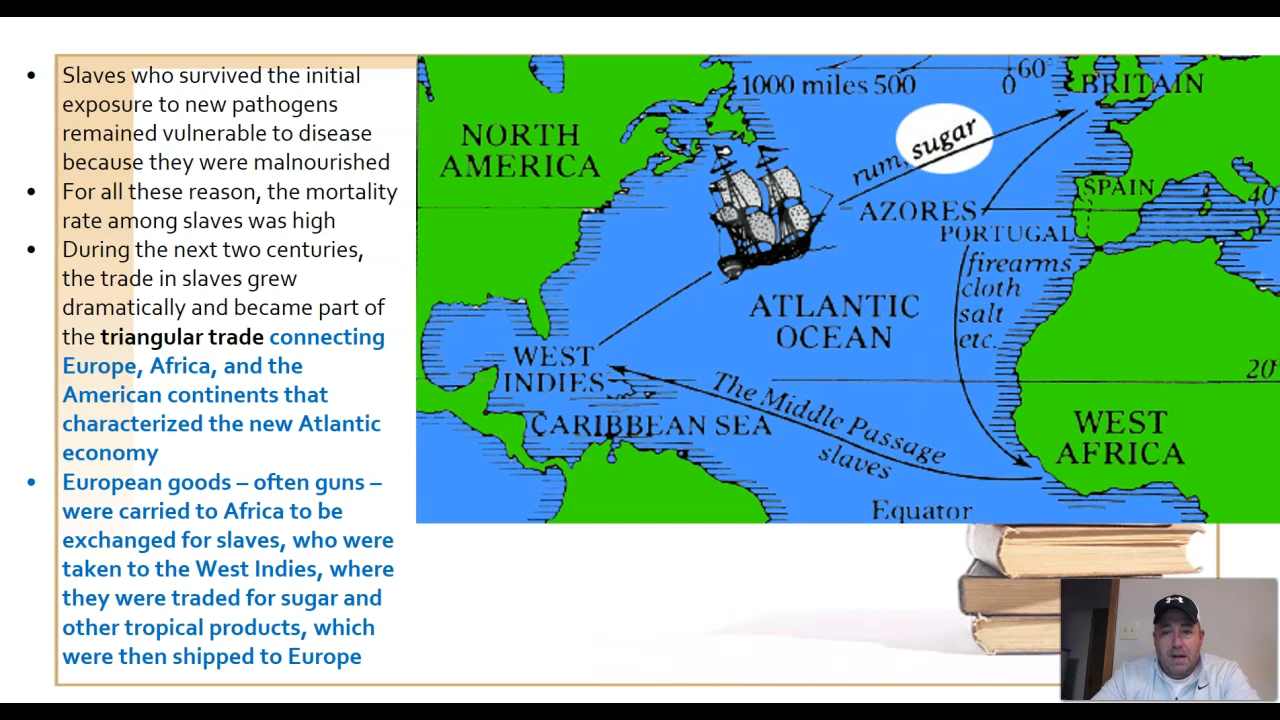 • Slaves who survived the initial
exposure to new pathogens
remained vulnerable to disease
because they were malnourished
• For all these reason, the mortality
rate among slaves was high
• During the next two centuries,
the trade in slaves grew
dramatically and became part of
the triangular trade connecting
Europe, Africa, and the
American continents that
characterized the new Atlantic
economy
• European goods – often guns –
were carried to Africa to be
exchanged for slaves, who were
taken to the West Indies, where
they were traded for sugar and
other tropical products, which
were then shipped to Europe
1000 miles 500 0
60°
BRITAIN
NORTH
AMERICA
rum, sugar
SPAIN
40°
AZORES
PORTUGAL
firearms
cloth
salt
etc.
ATLANTIC
OCEAN
WEST
INDIES
20°
The Middle Passage
slaves
CARIBBEAN SEA
WEST
AFRICA
Equator